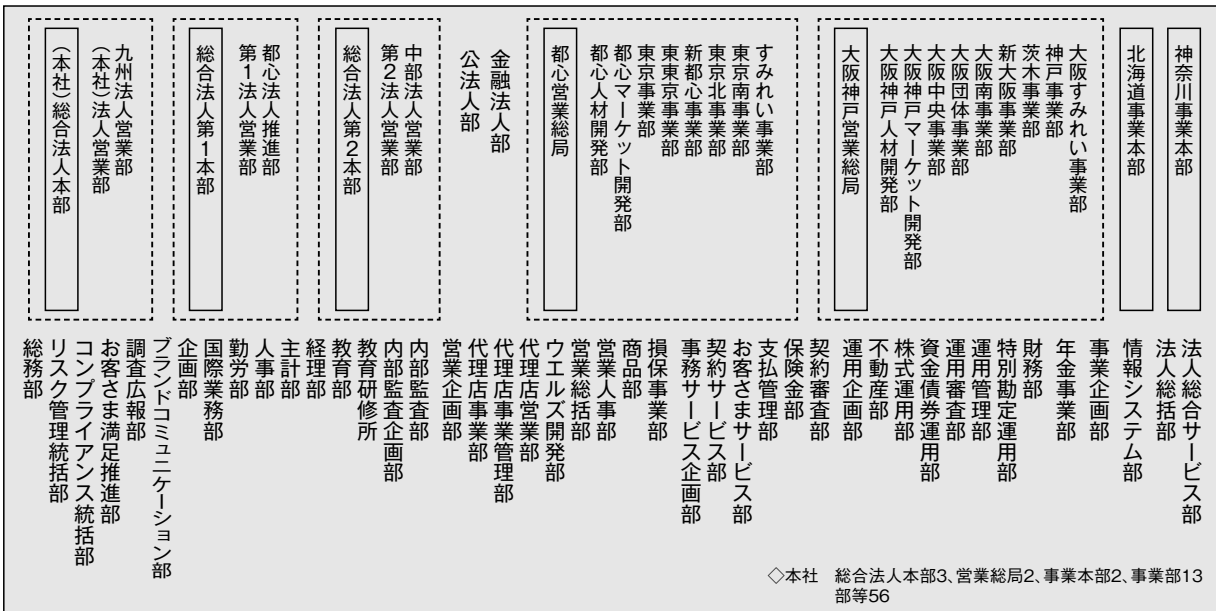 神奈川事業本部
北海道事業本部
大阪すみれい事業部
神戸事業部
茨木事業部
新大阪事業部
大阪南事業部
大阪団体事業部
大阪中央事業部
大阪神戸マーケット開発部
大阪神戸人材開発部
大阪神戸営業総局
すみれい事業部
東京南事業部
東京北事業部
新都心事業部
東東京事業部
東京事業部
都心マーケット開発部
都心人材開発部
都心営業総局
金融法人部
公法人部
中部法人営業部
第2法人営業部
総合法人第2本部
都心法人推進部
第1法人営業部
総合法人第1本部
九州法人営業部
(本社)法人営業部
(本社)総合法人本部
法人総合サービス部
法人総括部
情報システム部
事業企画部
年金事業部
財務部
特別勘定運用部
運用管理部
運用審査部
資金債券運用部
株式運用部
不動産部
運用企画部
契約審査部
保険金部
支払管理部
お客さまサービス部
契約サービス部
事務サービス企画部
損保事業部
商品部
営業人事部
営業総括部
ウエルズ開発部
代理店営業部
代理店事業管理部
代理店事業部
営業企画部
内部監査部
内部監査企画部
教育研修所
教育部
経理部
主計部
人事部
勤労部
国際業務部
企画部
ブランドコミュニケーション部
調査広報部
お客さま満足推進部
コンプライアンス統括部
リスク管理統括部
総務部
◇本社 総合法人本部3、営業総局2、事業本部2、事業部13
部等56